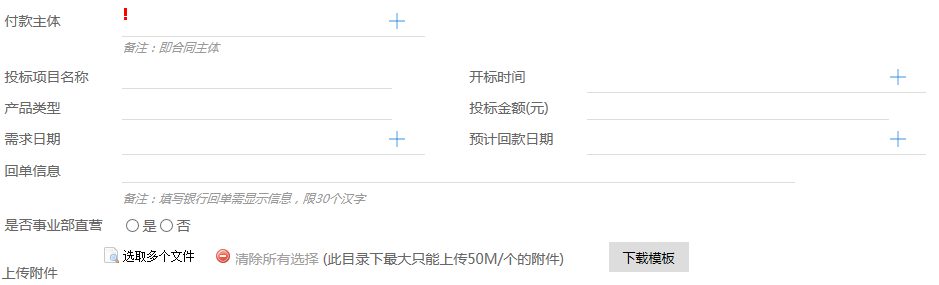 付款主体 !
备注：即合同主体
投标项目名称 开标时间
产品类型 投标金额(元)
需求日期 预计回款日期
回单信息
备注：填写银行回单需显示信息，限30个汉字
是否事业部直营 是 否
上传附件 选取多个文件 清除所有选择 (此目录下最大只能上传50M/个的附件) 下载模板